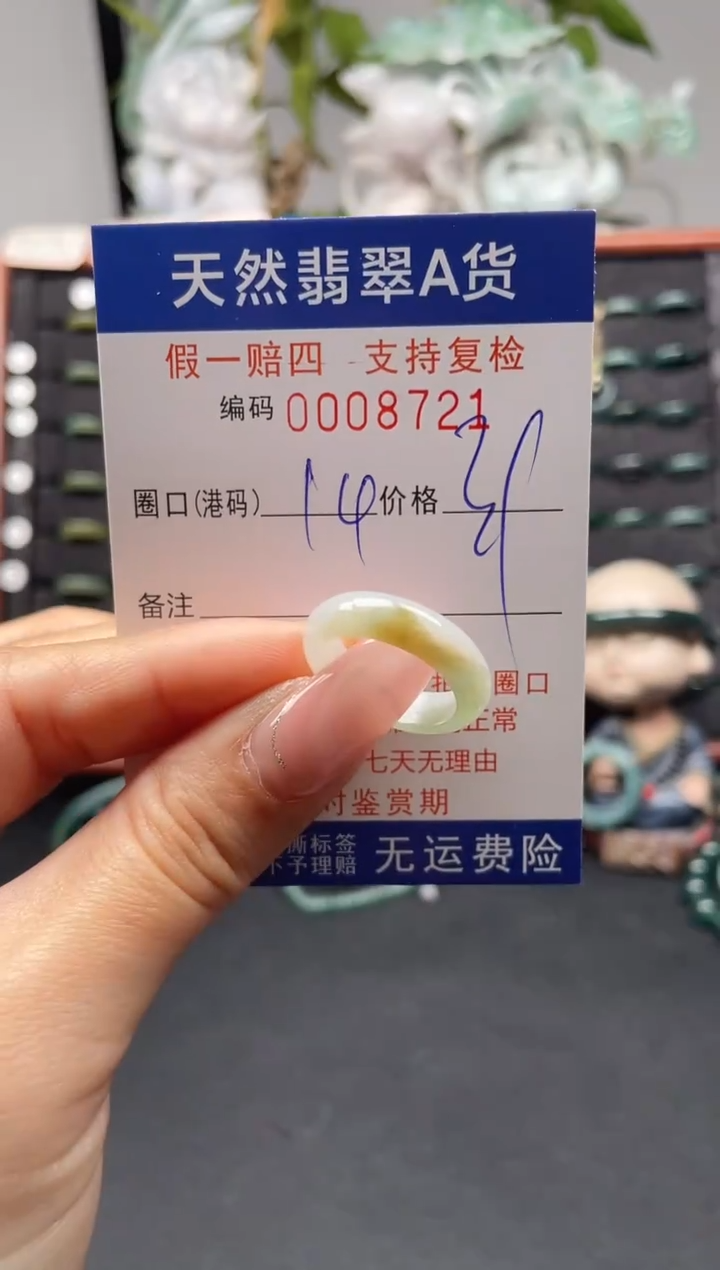 天然翡翠A货
假一赔四 支持复检
编码 0008721
圈口(港码) 14 价格
备注
圈口
正常
七天无理由
时鉴赏期
撕标签
不予理赔
无运费险